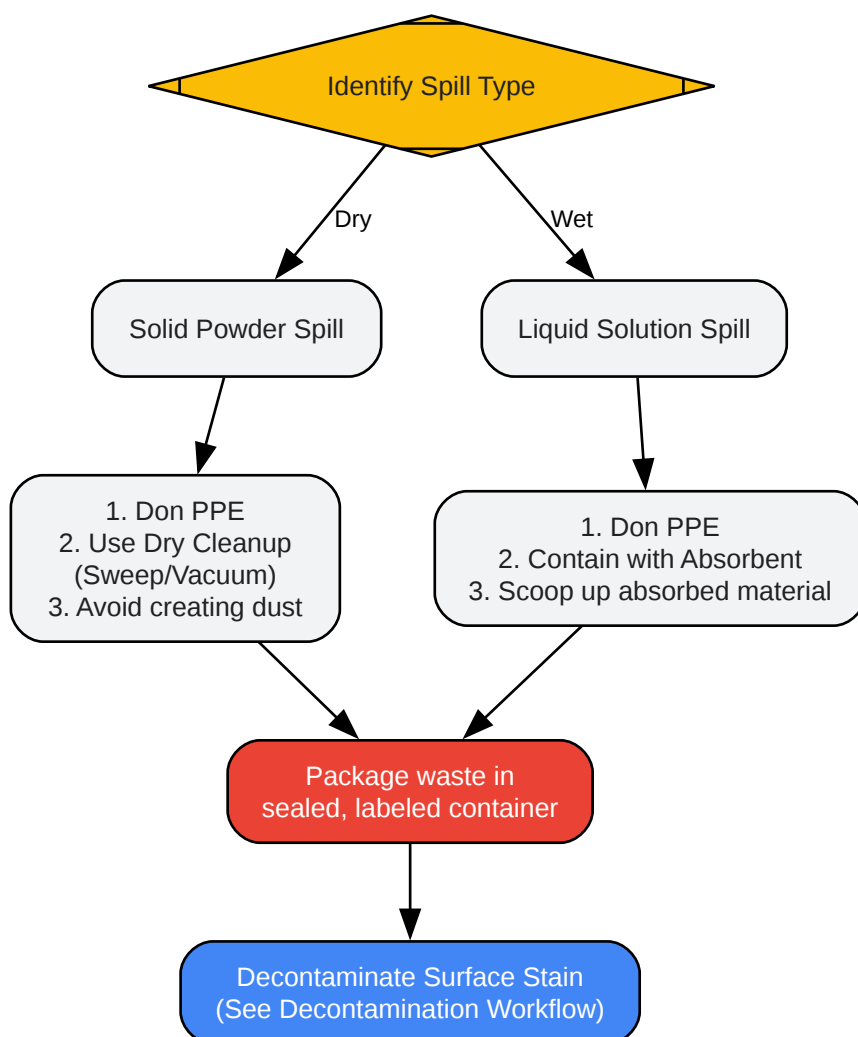 Identify Spill Type
Dry
Wet
Solid Powder Spill
Liquid Solution Spill
1. Don PPE
2. Use Dry Cleanup
(Sweep/Vacuum)
3. Avoid creating dust
1. Don PPE
2. Contain with Absorbent
3. Scoop up absorbed material
Package waste in
sealed, labeled container
Decontaminate Surface Stain
(See Decontamination Workflow)